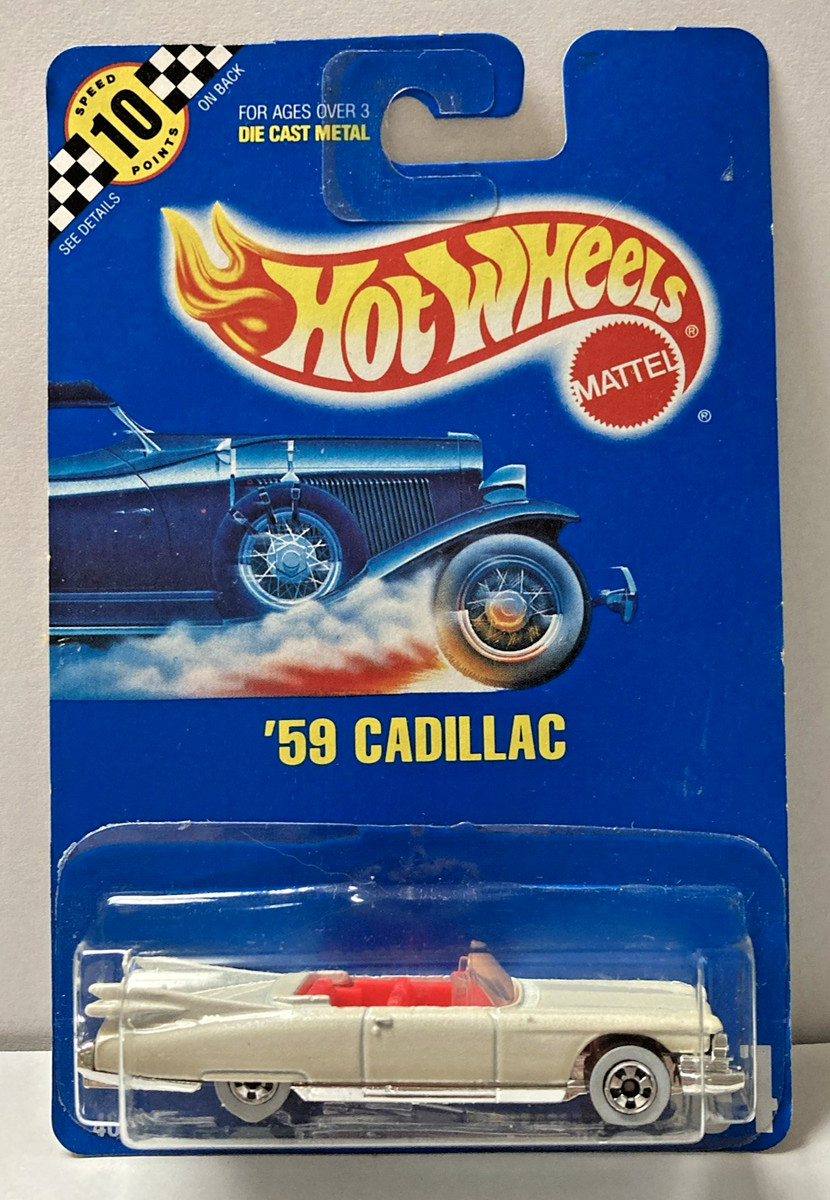 SPEED
10
POINTS
ON BACK
SEE DETAILS
FOR AGES OVER 3
DIE CAST METAL
HOT WHEELS ®
MATTEL
®
'59 CADILLAC